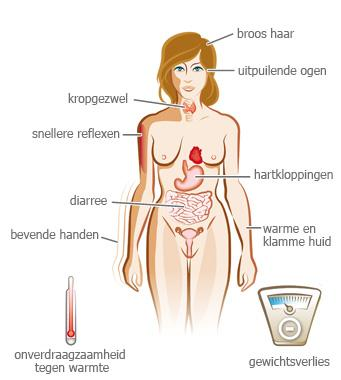 broos haar
uitpuilende ogen
kropgezwel
snellere reflexen
hartkloppingen
diarree
bevende handen
warme en
klamme huid
onverdraagzaamheid
tegen warmte
gewichtsverlies